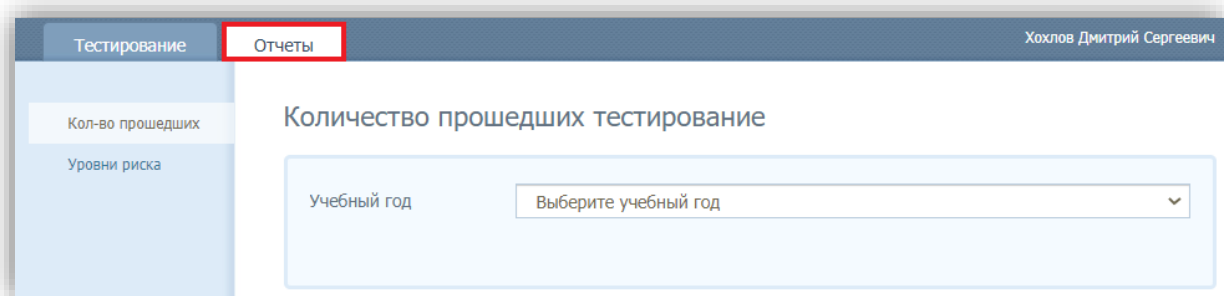 Тестирование
Отчеты
Хохлов Дмитрий Сергеевич
Кол-во прошедших
Уровни риска
Количество прошедших тестирование
Учебный год
Выберите учебный год